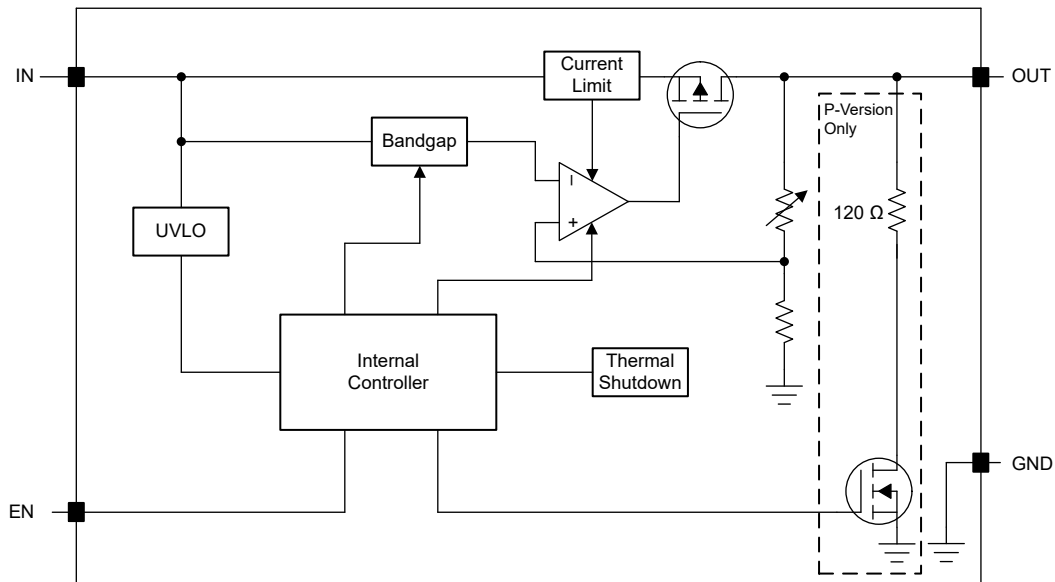 IN
Current
Limit
OUT
P-Version
Only
Bandgap
–
+
120 Ω
UVLO
Internal
Controller
Thermal
Shutdown
GND
EN